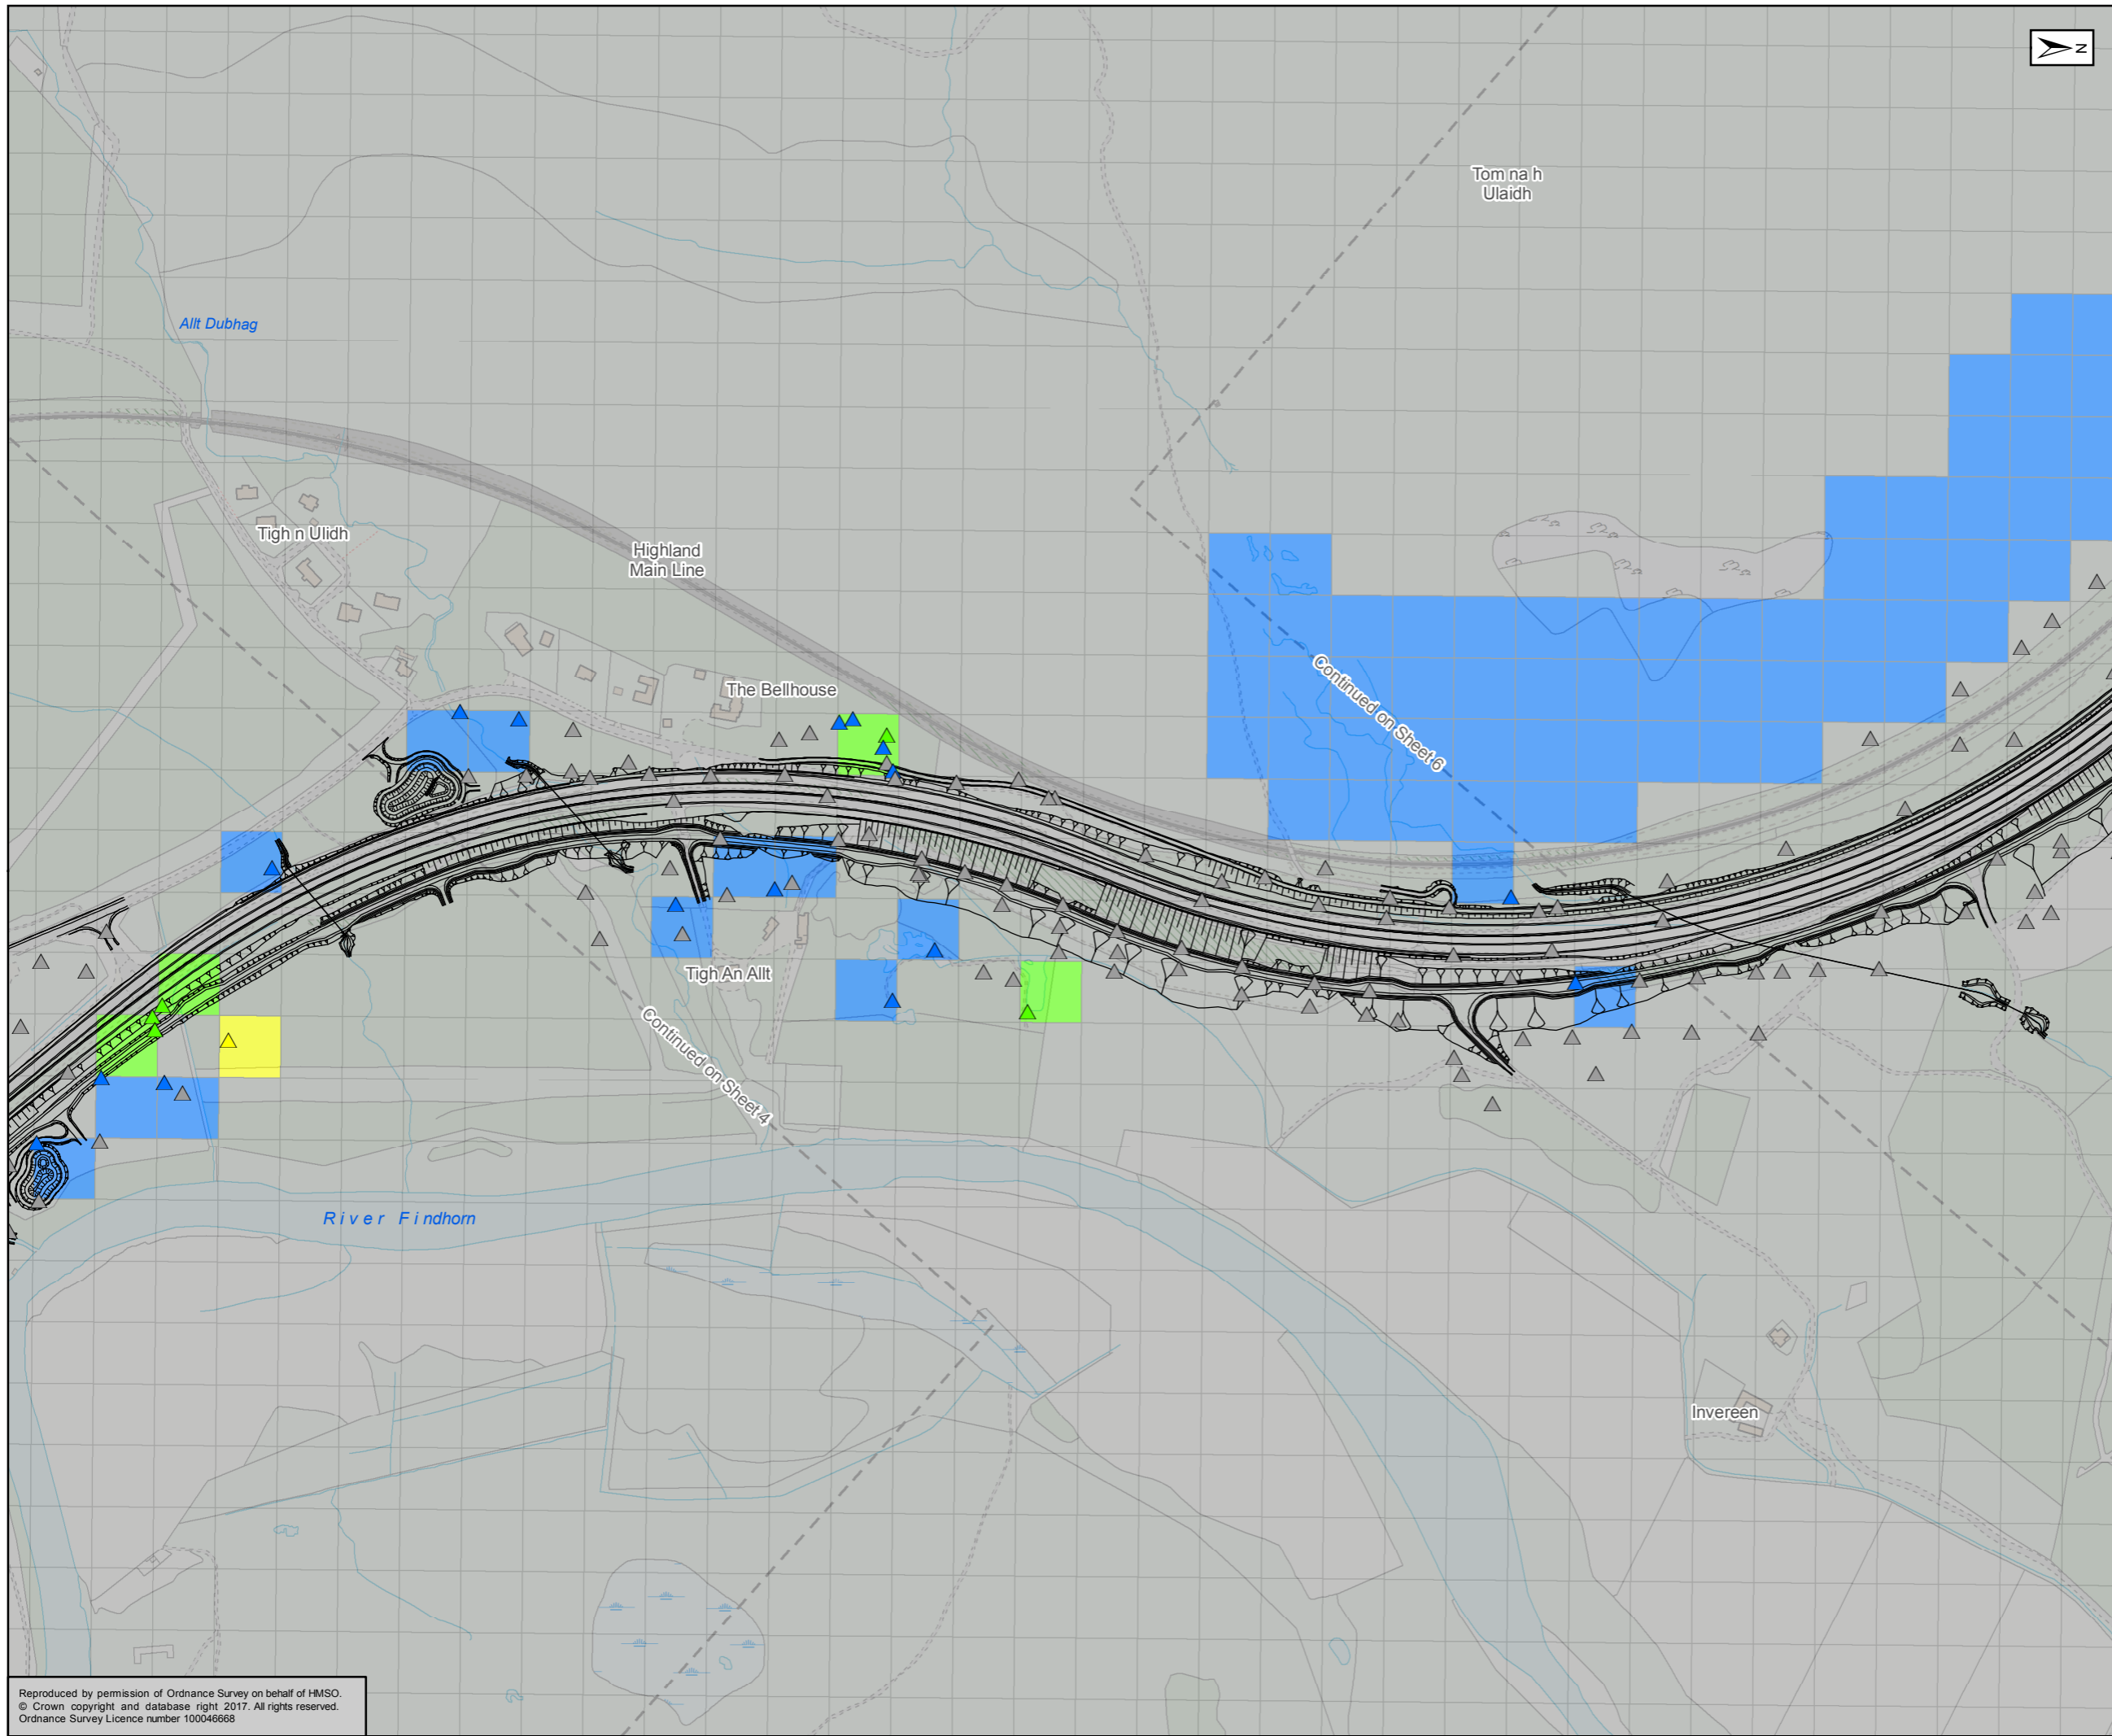 N
Tom na h
Ulaidh
Allt Dubhag
Tigh n Ulidh
Highland
Main Line
Continued on Sheet 6
The Bellhouse
Tigh An Allt
Continued on Sheet 4
River Findhorn
Invereen
Reproduced by permission of Ordnance Survey on behalf of HMSO.
© Crown copyright and database right 2017. All rights reserved.
Ordnance Survey Licence number 100046668